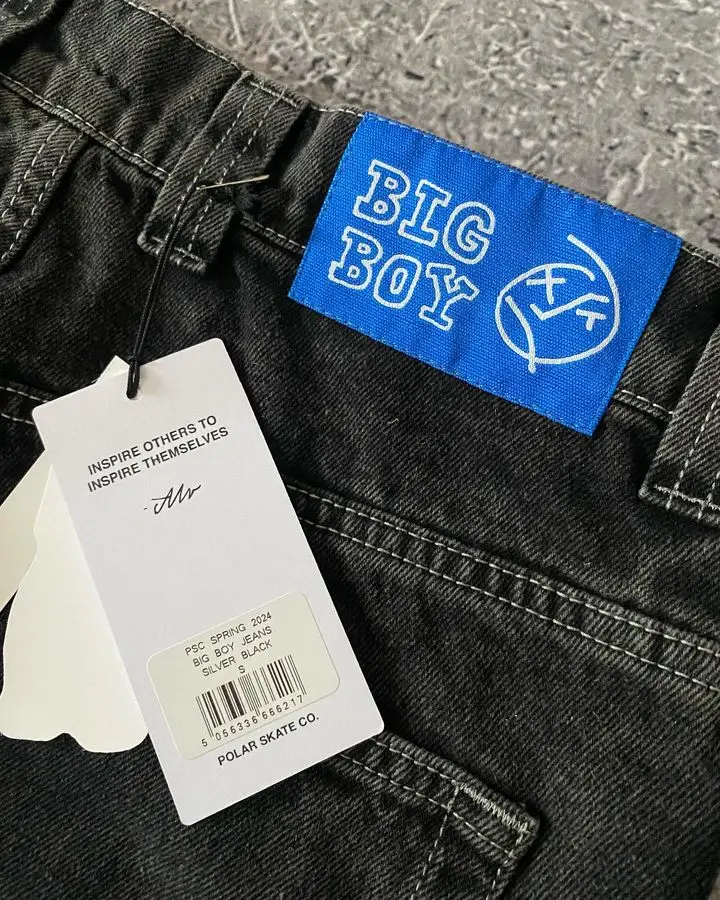 BIG
BOY
INSPIRE OTHERS TO
INSPIRE THEMSELVES
PSC SPRING 2024
BIG BOY JEANS
SILVER BLACK
S
5 056336 656217
POLAR SKATE CO.